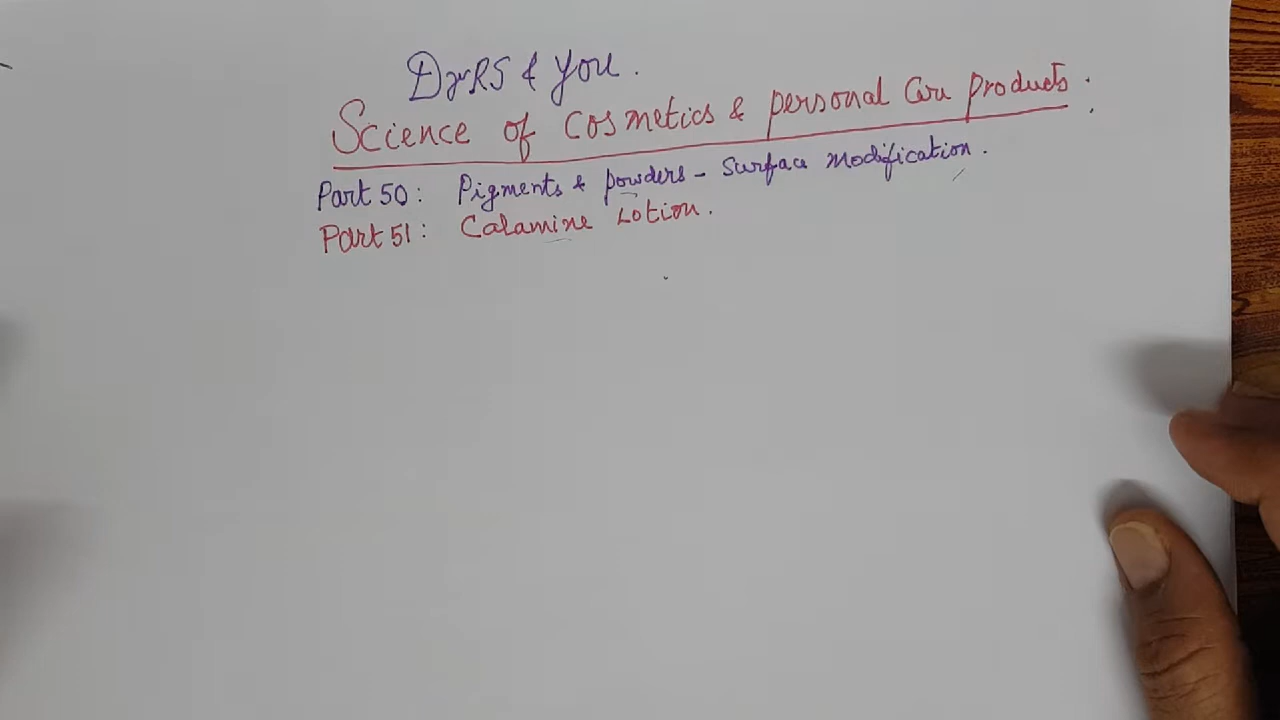 DrRS & You.
Science of Cosmetics & personal Care Products.
Part 50: Pigments & powders - Surface Modification.
Part 51: Calamine Lotion.